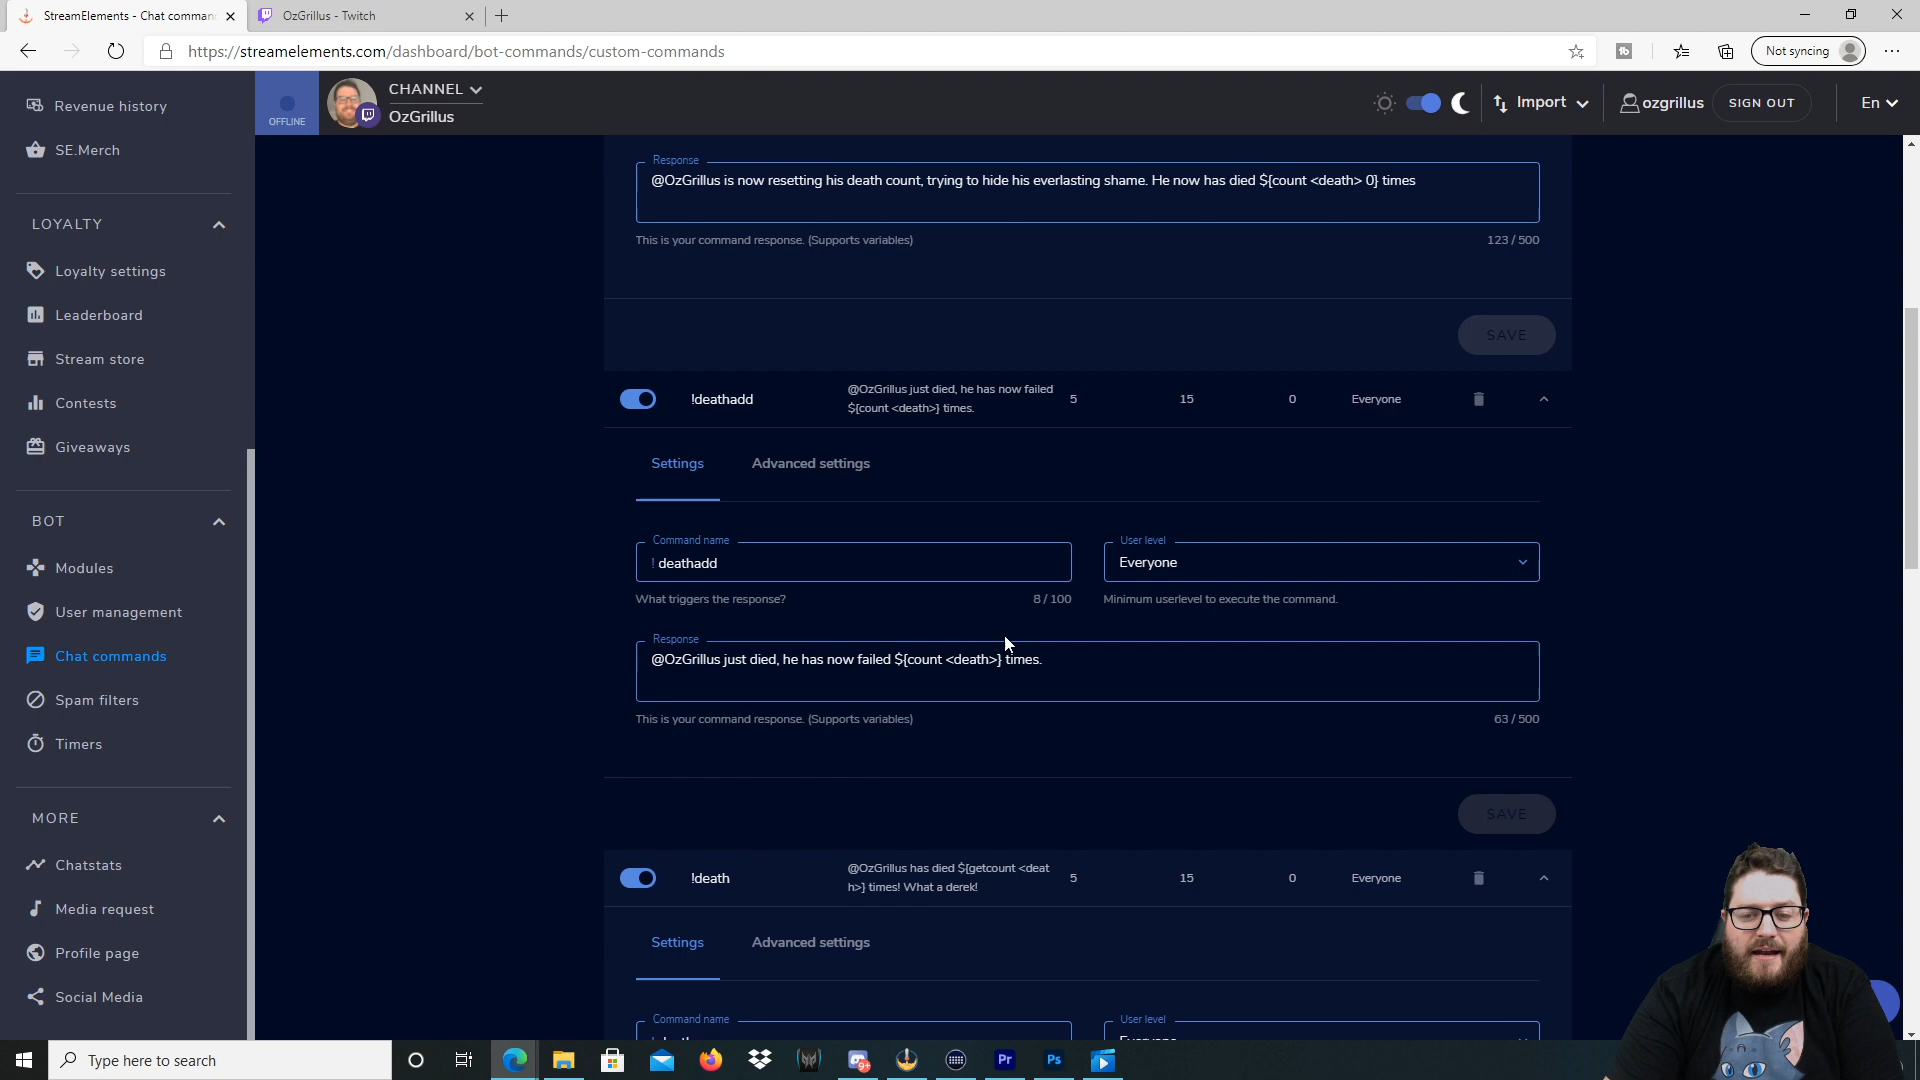 StreamElements - Chat comman
OzGrillus - Twitch
https://streamelements.com/dashboard/bot-commands/custom-commands
Not syncing
Revenue history
SE.Merch
LOYALTY
Loyalty settings
Leaderboard
Stream store
Contests
Giveaways
BOT
Modules
User management
Chat commands
Spam filters
Timers
MORE
Chatstats
Media request
Profile page
Social Media
OFFLINE
CHANNEL
OzGrillus
Import
ozgrillus
SIGN OUT
En
Response
@OzGrillus is now resetting his death count, trying to hide his everlasting shame. He now has died ${count <death> 0} times
This is your command response. (Supports variables)
123 / 500
SAVE
!deathadd
@OzGrillus just died, he has now failed
${count <death>} times.
5
15
0
Everyone
Settings
Advanced settings
Command name
! deathadd
What triggers the response?
8 / 100
User level
Everyone
Minimum userlevel to execute the command.
Response
@OzGrillus just died, he has now failed ${count <death>} times.
This is your command response. (Supports variables)
63 / 500
SAVE
!death
@OzGrillus has died ${getcount <deat
h>} times! What a derek!
5
15
0
Everyone
Settings
Advanced settings
Command name
User level
Type here to search
Pr
Ps